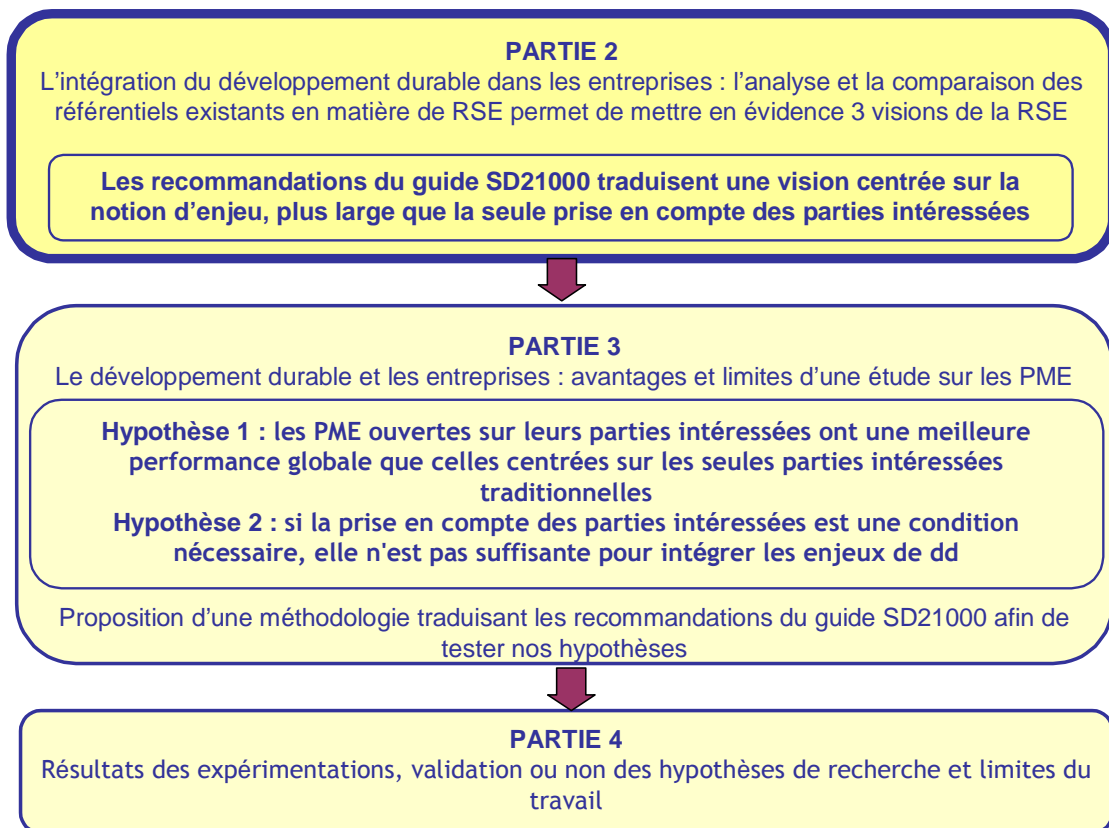 PARTIE 2
L'intégration du développement durable dans les entreprises : l'analyse et la comparaison des
référentiels existants en matière de RSE permet de mettre en évidence 3 visions de la RSE
Les recommandations du guide SD21000 traduisent une vision centrée sur la
notion d'enjeu, plus large que la seule prise en compte des parties intéressées
PARTIE 3
Le développement durable et les entreprises : avantages et limites d'une étude sur les PME
Hypothèse 1 : les PME ouvertes sur leurs parties intéressées ont une meilleure
performance globale que celles centrées sur les seules parties intéressées
traditionnelles
Hypothèse 2 : si la prise en compte des parties intéressées est une condition
nécessaire, elle n'est pas suffisante pour intégrer les enjeux de dd
Proposition d'une méthodologie traduisant les recommandations du guide SD21000 afin de
tester nos hypothèses
PARTIE 4
Résultats des expérimentations, validation ou non des hypothèses de recherche et limites du
travail